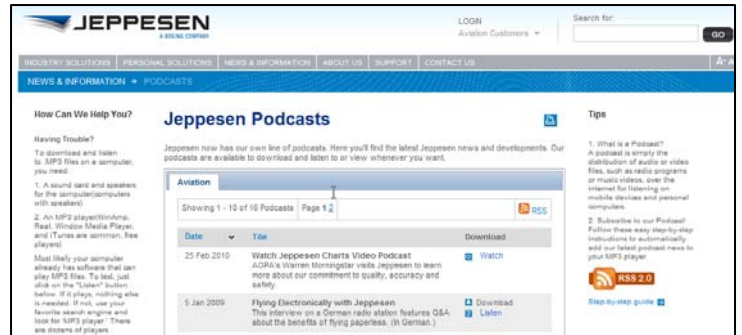 JEPPESEN
A BOEING COMPANY
LOGIN
Aviation Customers
Search for:
GO
INDUSTRY SOLUTIONS
PERSONAL SOLUTIONS
NEWS & INFORMATION
ABOUT US
SUPPORT
CONTACT US
A- A
NEWS & INFORMATION → PODCASTS
How Can We Help You?
Having Trouble?
To download and listen
to .MP3 files on a computer,
you need:
1. A sound card and speakers
for the computer(computers
with speakers)
2. An MP3 player(WinAmp,
Real, Window Media Player,
and iTunes are common, free
players)
Most likely your computer
already has software that can
play MP3 files. To test, just
click on the "Listen" button
below. If it plays, nothing else
is needed. If not, use your
favorite search engine and
look for "MP3 player." There
are dozens of players
Jeppesen Podcasts
Jeppesen now has our own line of podcasts. Here you'll find the latest Jeppesen news and developments. Our
podcasts are available to download and listen to or view whenever you want.
Aviation
Showing 1 - 10 of 16 Podcasts
Page 1 2
RSS
Date
Title
Download
25 Feb 2010
Watch Jeppesen Charts Video Podcast
Watch
AOPA's Warren Morningstar visits Jeppesen to learn
more about our commitment to quality, accuracy and
safety.
5 Jan 2009
Flying Electronically with Jeppesen
Download
This interview on a German radio station features Q&A
Listen
about the benefits of flying paperless. (In German.)
Tips
1. What is a Podcast?
A podcast is simply the
distribution of audio or video
files, such as radio programs
or music videos, over the
internet for listening on
mobile devices and personal
computers.
2. Subscribe to our Podcast!
Follow these easy step-by-step
instructions to automatically
add our latest podcast news to
your MP3 player
RSS 2.0
Step-by-step guide